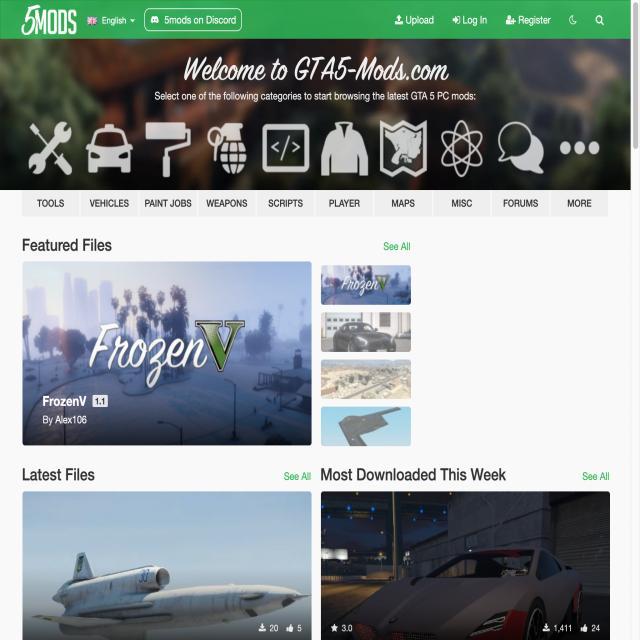 5MODS
English
5mods on Discord
Upload
Log In
Register
Welcome to GTA5-Mods.com
Select one of the following categories to start browsing the latest GTA 5 PC mods:
</>
TOOLS
VEHICLES
PAINT JOBS
WEAPONS
SCRIPTS
PLAYER
MAPS
MISC
FORUMS
MORE
Featured Files
See All
FrozenV
FrozenV 1.1
By Alex106
FrozenV
Latest Files
See All
30
20
5
Most Downloaded This Week
See All
3.0
1,411
24